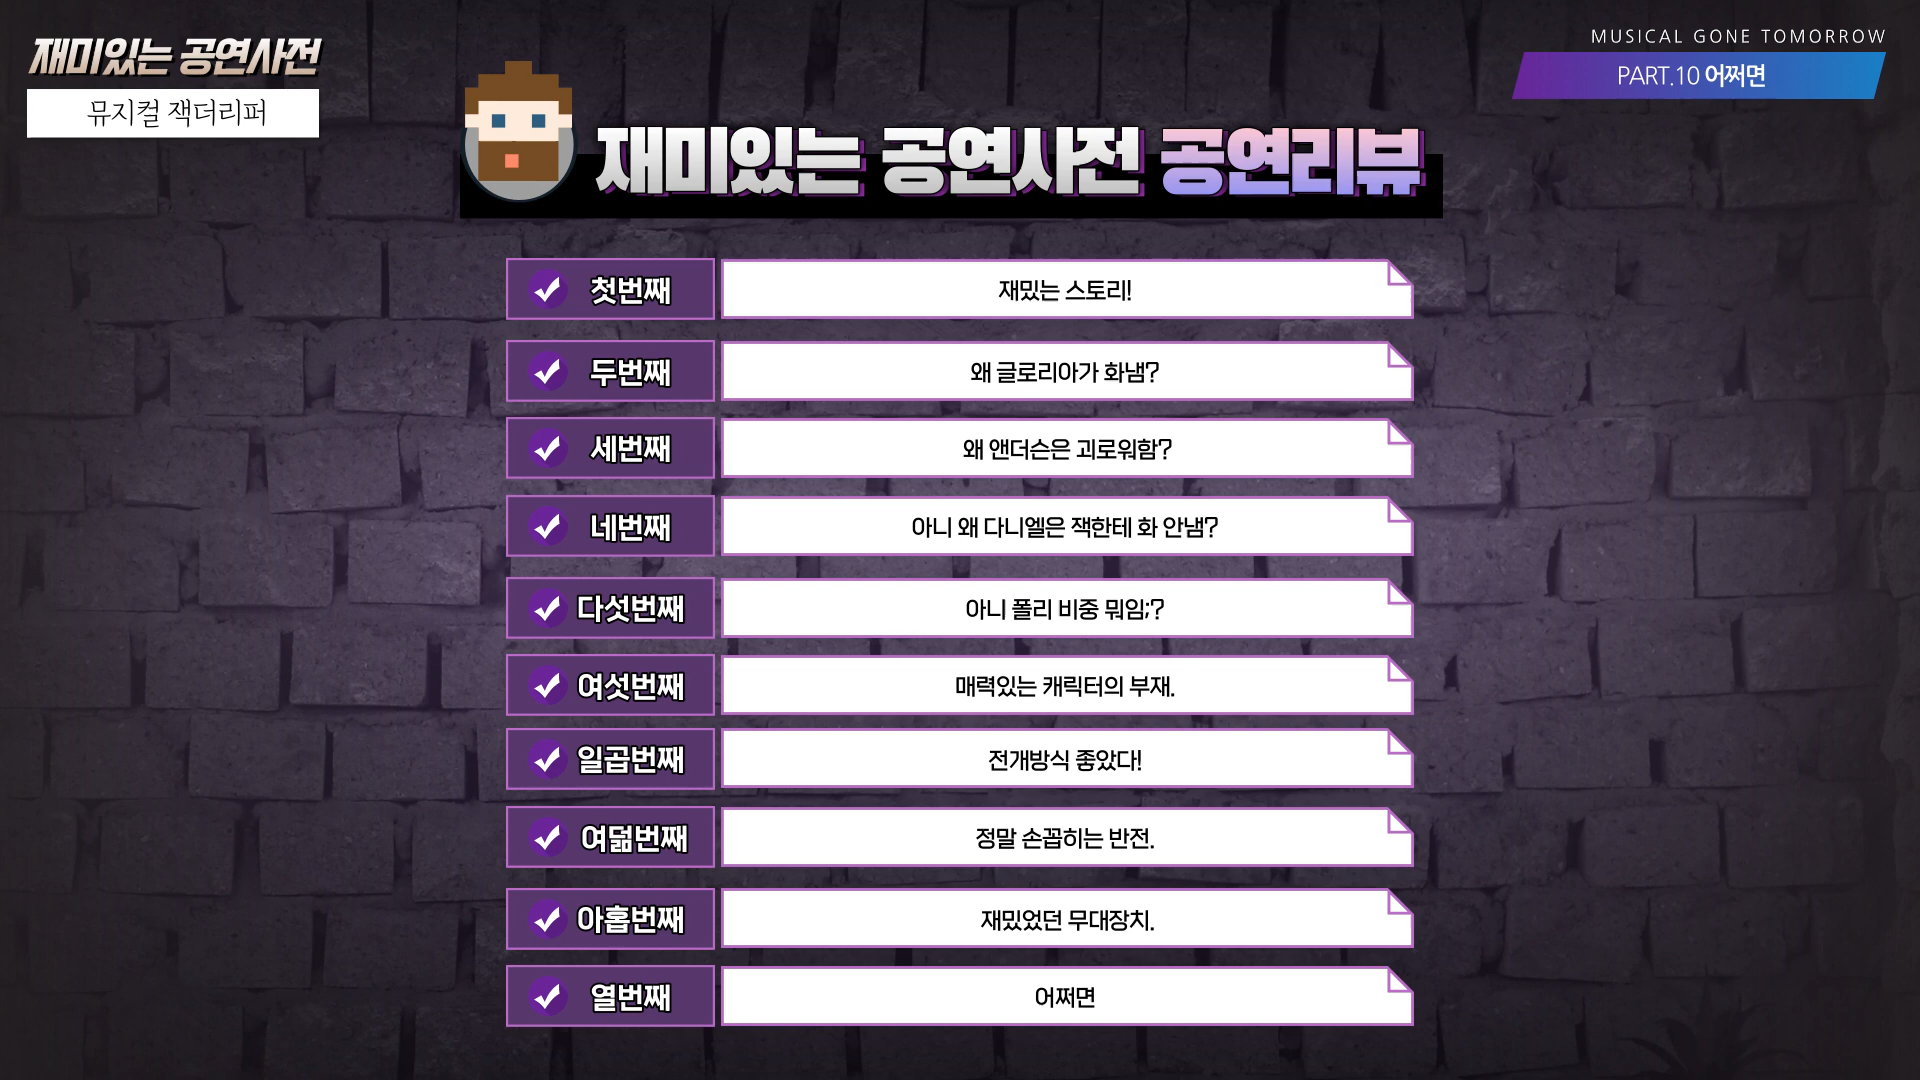 재미있는 공연사전
뮤지컬 잭더리퍼
MUSICAL GONE TOMORROW
PART.10 어쩌면
재미있는 공연사전 공연리뷰
첫번째 재밌는 스토리!
두번째 왜 글로리아가 화냄?
세번째 왜 앤더슨은 괴로워함?
네번째 아니 왜 다니엘은 잭한테 화 안냄?
다섯번째 아니 폴리 비중 뭐임;?
여섯번째 매력있는 캐릭터의 부재.
일곱번째 전개방식 좋았다!
여덟번째 정말 손꼽히는 반전.
아홉번째 재밌었던 무대장치.
열번째 어쩌면